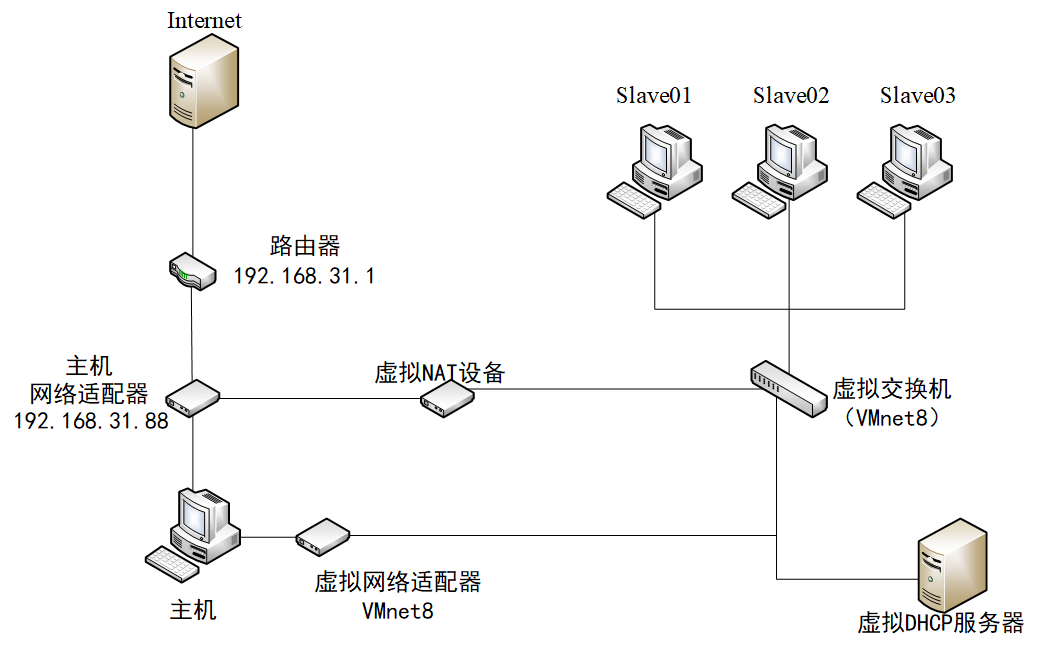 Internet
Slave01
Slave02
Slave03
路由器
192.168.31.1
主机
网络适配器
192.168.31.88
虚拟NAT设备
虚拟交换机
（VMnet8）
主机
虚拟网络适配器
VMnet8
虚拟DHCP服务器